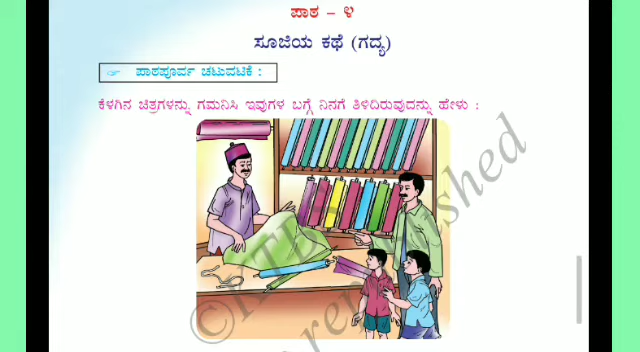 ಪಾಠ – ೪
ಸೂಜಿಯ ಕಥೆ (ಗದ್ಯ)
☞ ಪಾಠಪೂರ್ವ ಚಟುವಟಿಕೆ :
ಕೆಳಗಿನ ಚಿತ್ರಗಳನ್ನು ಗಮನಿಸಿ ಇವುಗಳ ಬಗ್ಗೆ ನಿನಗೆ ತಿಳಿದಿರುವುದನ್ನು ಹೇಳು :